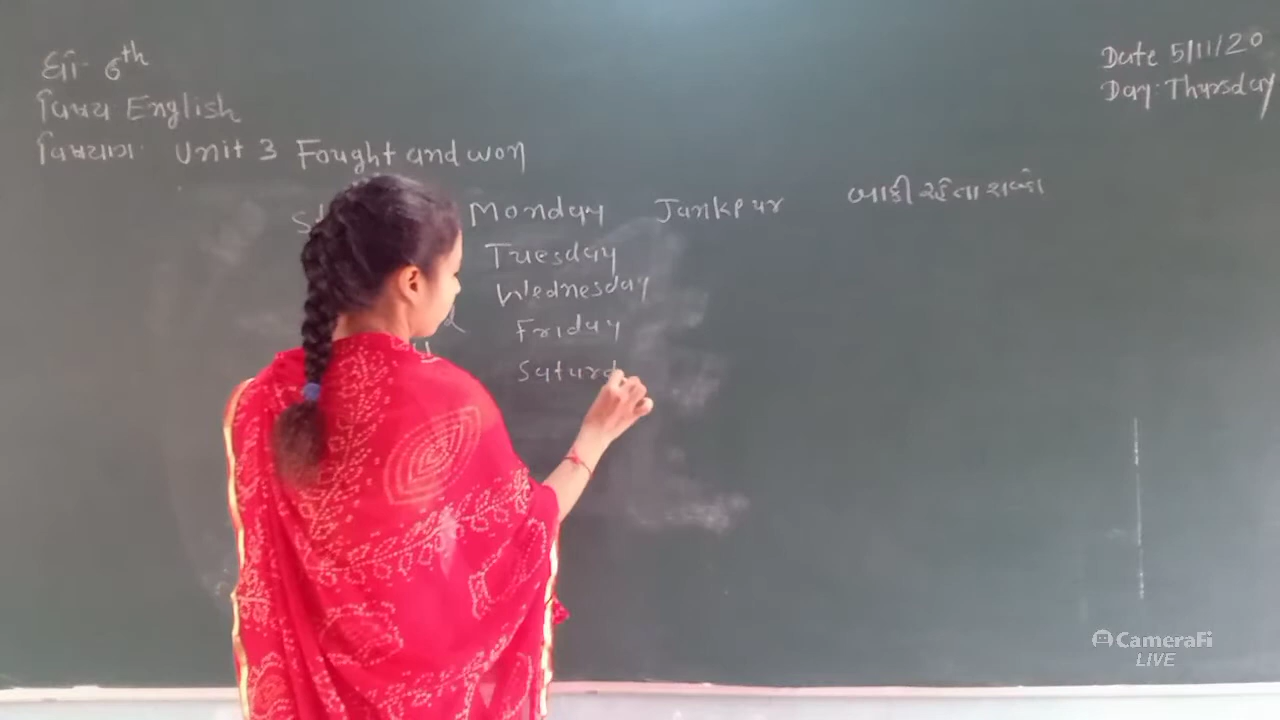 ધો- 6th
વિષય English
વિષયાંગ Unit 3 Fought and won
Date 5/11/20
Day: Thursday
Monday Jankpur બાકી રહેતા શબ્દો
Tuesday
Wednesday
Friday
Saturd
CameraFi
LIVE